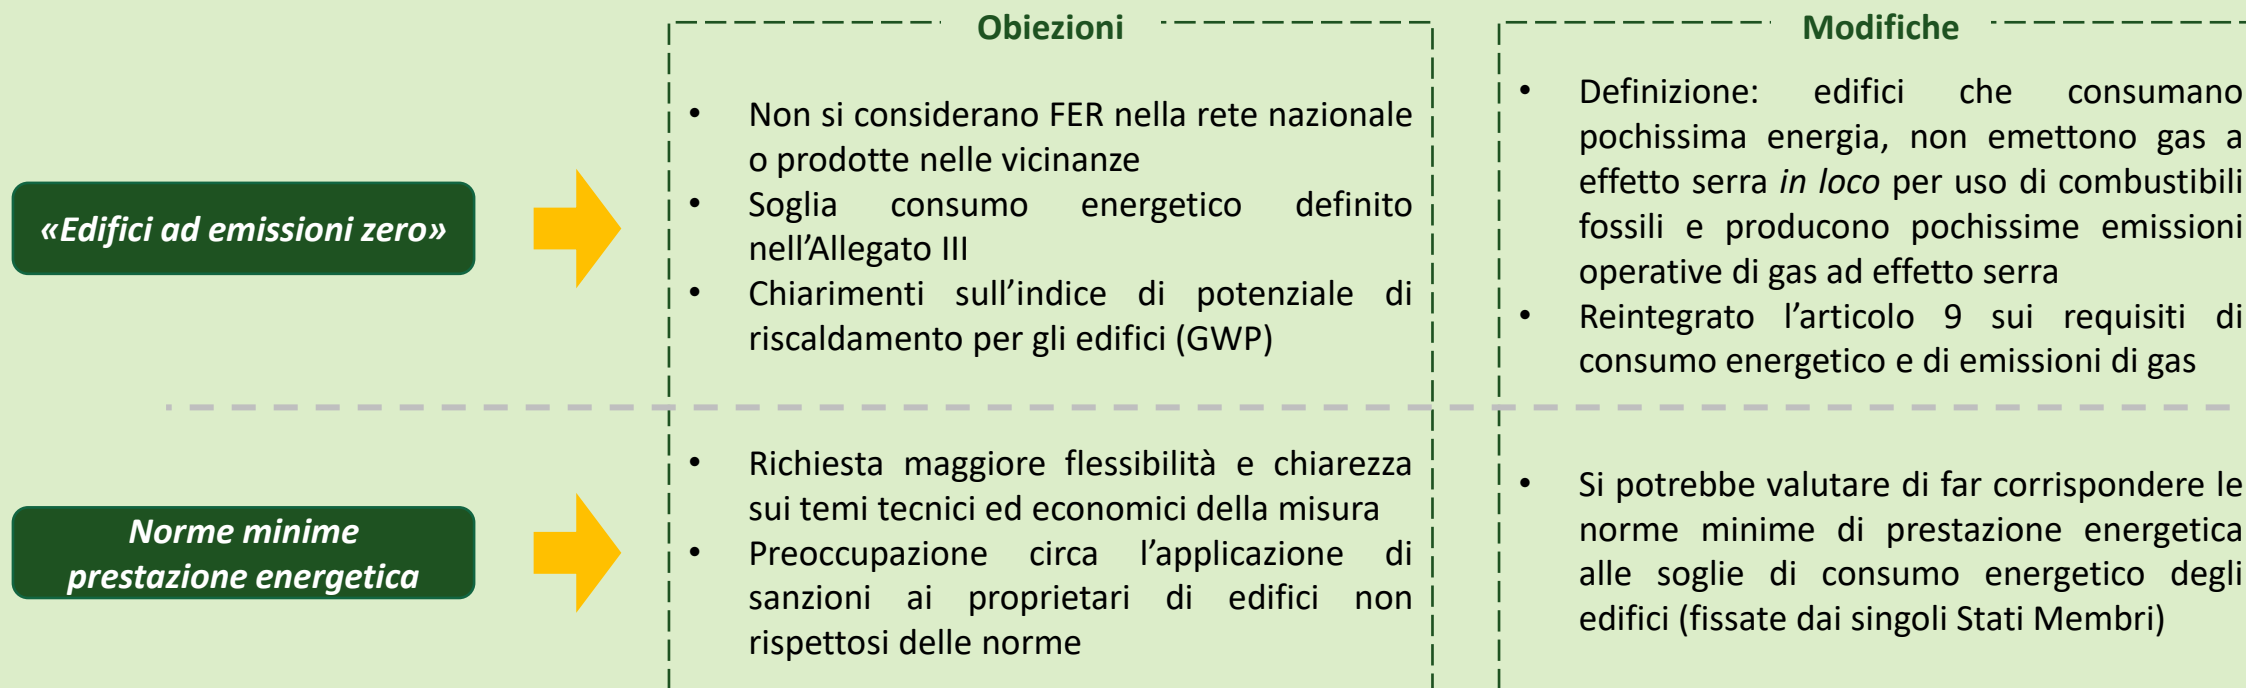 Obiezioni
Modifiche
«Edifici ad emissioni zero»
• Non si considerano FER nella rete nazionale
o prodotte nelle vicinanze
• Soglia consumo energetico definito
nell'Allegato III
• Chiarimenti sull'indice di potenziale di
riscaldamento per gli edifici (GWP)
• Definizione: edifici che consumano
pochissima energia, non emettono gas a
effetto serra in loco per uso di combustibili
fossili e producono pochissime emissioni
operative di gas ad effetto serra
• Reintegrato l'articolo 9 sui requisiti di
consumo energetico e di emissioni di gas
Norme minime
prestazione energetica
• Richiesta maggiore flessibilità e chiarezza
sui temi tecnici ed economici della misura
• Preoccupazione circa l'applicazione di
sanzioni ai proprietari di edifici non
rispettosi delle norme
• Si potrebbe valutare di far corrispondere le
norme minime di prestazione energetica
alle soglie di consumo energetico degli
edifici (fissate dai singoli Stati Membri)